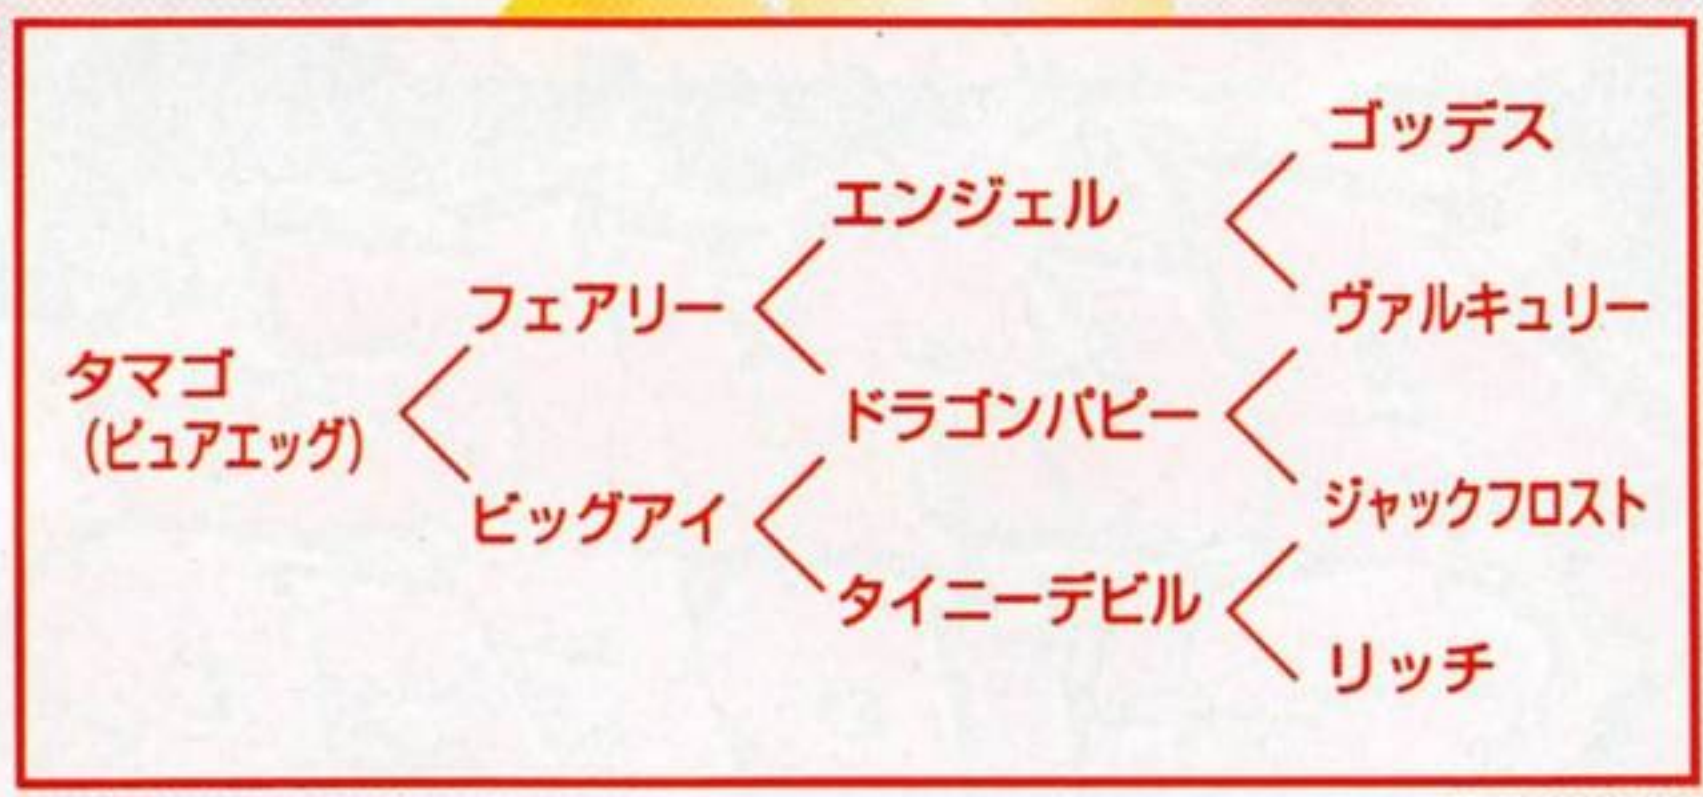 タマゴ
(ピュアエッグ)
フェアリー
ビッグアイ
エンジェル
ドラゴンパピー
タイニーデビル
ゴッデス
ヴァルキュリー
ジャックフロスト
リッチ